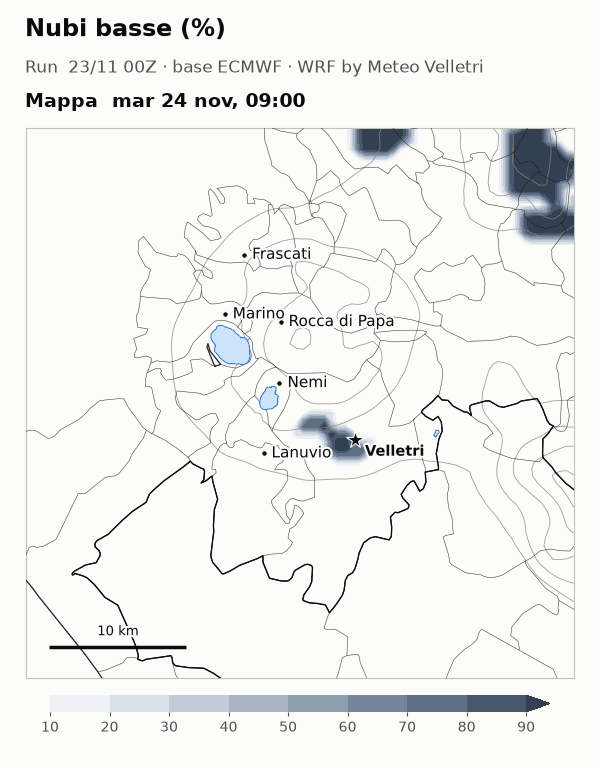 Nubi basse (%)
Run  23/11 00Z · base ECMWF · WRF by Meteo Velletri
Mappa  mar 24 nov, 09:00
Frascati
Marino
Rocca di Papa
Nemi
Velletri
Lanuvio
10 km
10 20 30 40 50 60 70 80 90